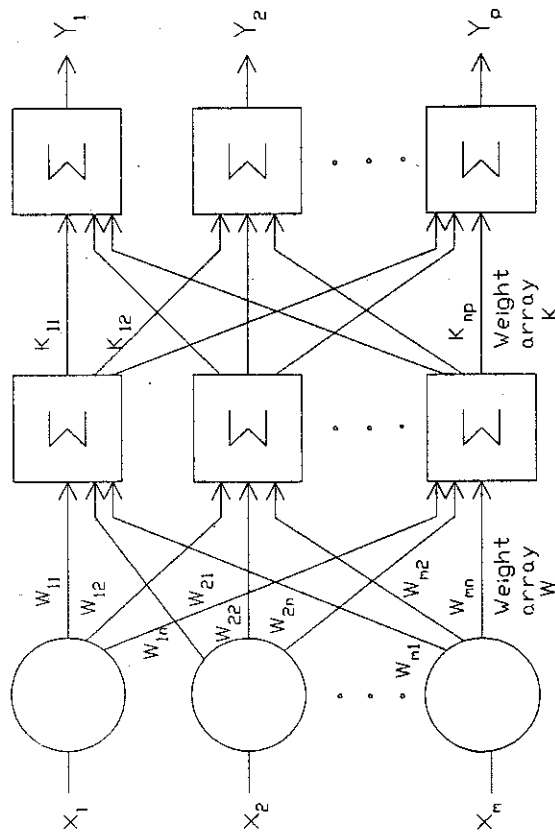 X1
X2
Xm
W11
W12
W1n
W21
W22
W2n
Wm1
Wm2
Wmn
Weight
array
W
Σ
Σ
Σ
K11
K12
Knp
Weight
array
K
Σ
Σ
Σ
Y1
Y2
Yp